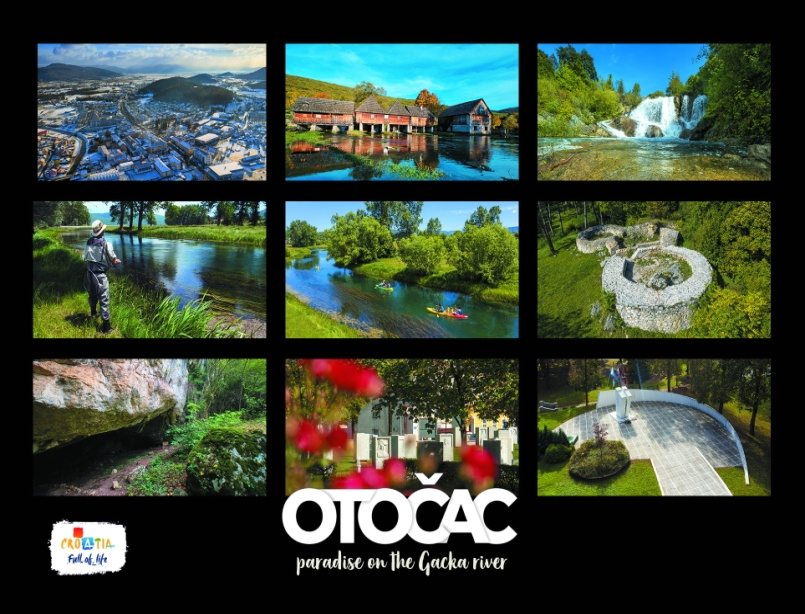 OTOČAC
paradise on the Gacka river
CROATIA
Full of life